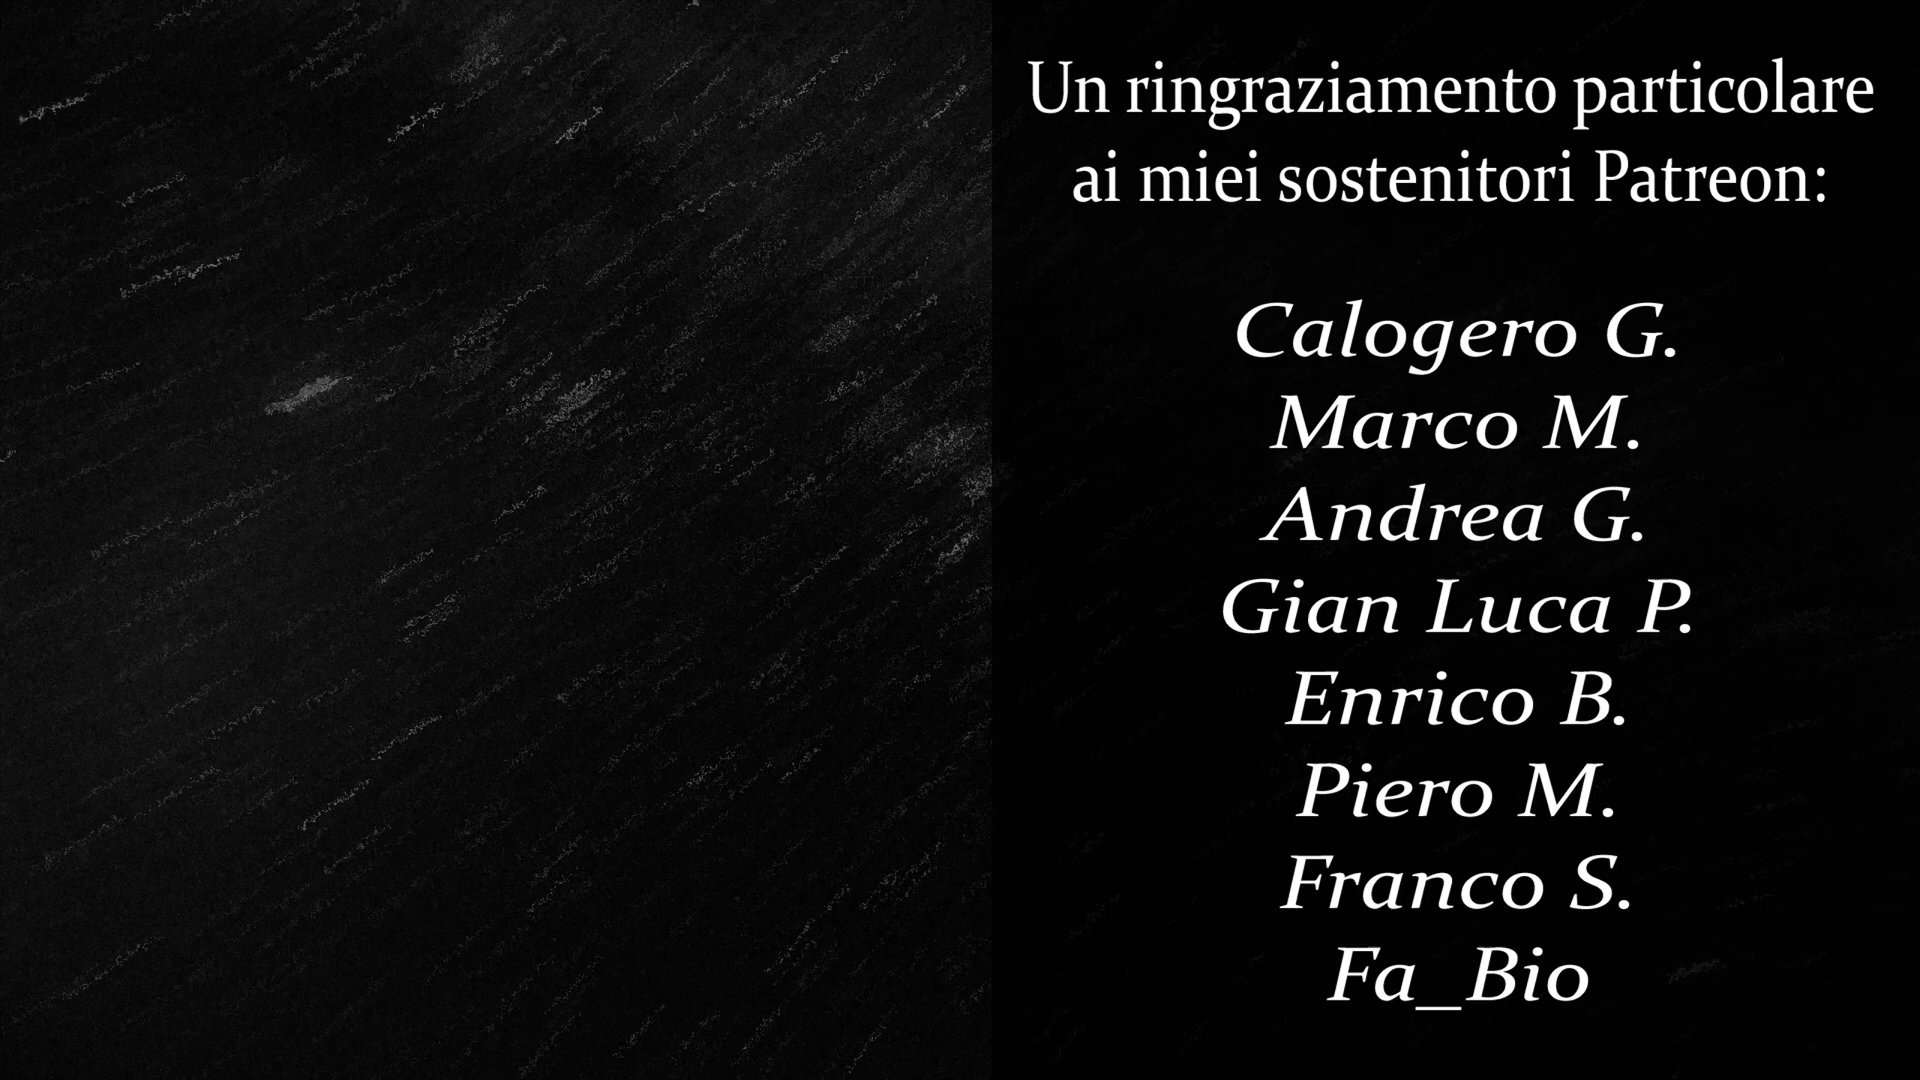 Un ringraziamento particolare
ai miei sostenitori Patreon:
Calogero G.
Marco M.
Andrea G.
Gian Luca P.
Enrico B.
Piero M.
Franco S.
Fa_Bio